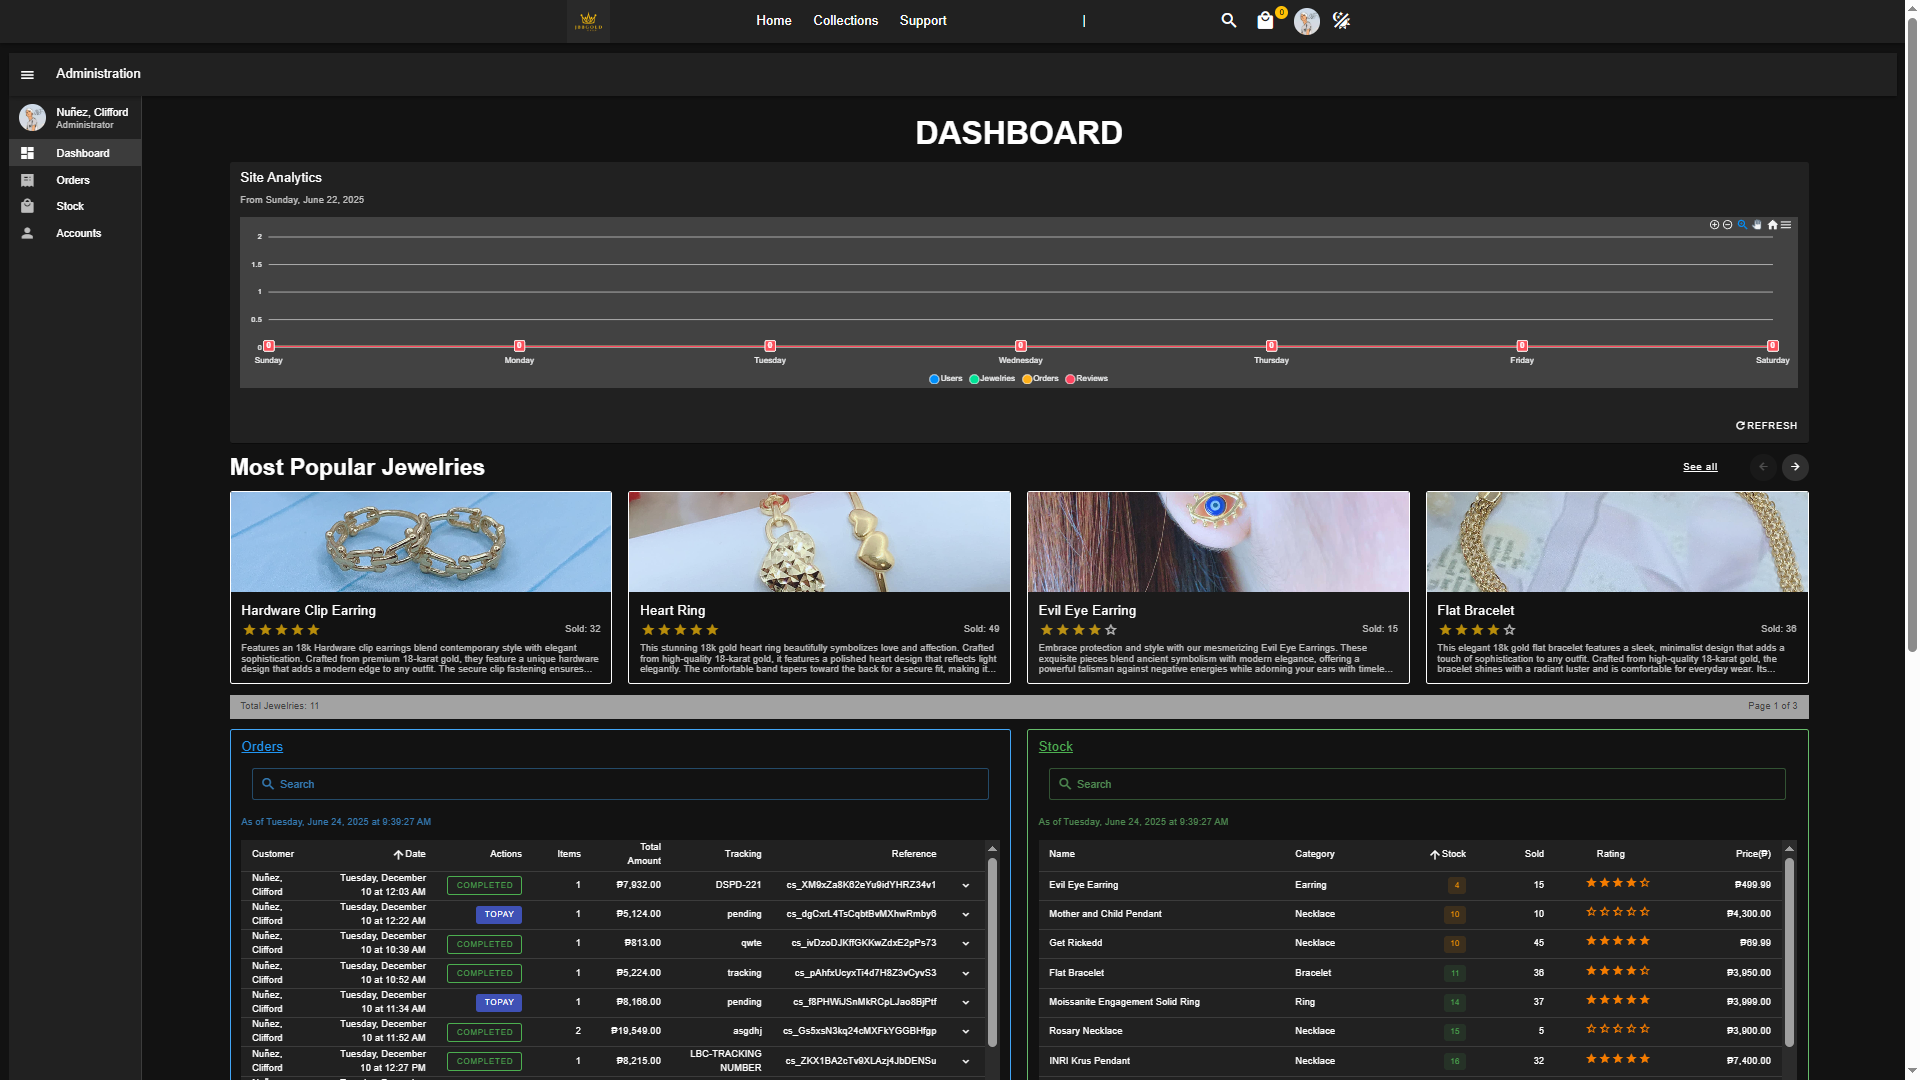 JRRGOLD
Home
Collections
Support
|
0
Administration
Nuñez, Clifford
Administrator
Dashboard
Orders
Stock
Accounts
DASHBOARD
Site Analytics
From Sunday, June 22, 2025
2
1.5
1
0.5
0
0 0 0 0 0 0 0
Sunday Monday Tuesday Wednesday Thursday Friday Saturday
Users Jewelries Orders Reviews
REFRESH
Most Popular Jewelries
See all
Hardware Clip Earring
Sold: 32
Features an 18k Hardware clip earrings blend contemporary style with elegant
sophistication. Crafted from premium 18-karat gold, they feature a unique hardware
design that adds a modern edge to any outfit. The secure clip fastening ensures...
Heart Ring
Sold: 49
This stunning 18k gold heart ring beautifully symbolizes love and affection. Crafted
from high-quality 18-karat gold, it features a polished heart design that reflects light
elegantly. The comfortable band tapers toward the back for a secure fit, making it...
Evil Eye Earring
Sold: 15
Embrace protection and style with our mesmerizing Evil Eye Earrings. These
exquisite pieces blend ancient symbolism with modern elegance, offering a
powerful talisman against negative energies while adorning your ears with timele...
Flat Bracelet
Sold: 36
This elegant 18k gold flat bracelet features a sleek, minimalist design that adds a
touch of sophistication to any outfit. Crafted from high-quality 18-karat gold, the
bracelet shines with a radiant luster and is comfortable for everyday wear. Its...
Total Jewelries: 11
Page 1 of 3
Orders
Search
As of Tuesday, June 24, 2025 at 9:39:27 AM
Customer Date Actions Items Total Amount Tracking Reference
Nuñez, Clifford Tuesday, December 10 at 12:03 AM COMPLETED 1 ₱7,932.00 DSPD-221 cs_XM9xZa8K62eYu9idYHRZ34v1
Nuñez, Clifford Tuesday, December 10 at 12:22 AM TOPAY 1 ₱5,124.00 pending cs_dgCxrL4TsCqbtBvMXhwRmby6
Nuñez, Clifford Tuesday, December 10 at 10:39 AM COMPLETED 1 ₱813.00 qwte cs_ivDzoDJKffGKKwZdxE2pPs73
Nuñez, Clifford Tuesday, December 10 at 10:52 AM COMPLETED 1 ₱5,224.00 tracking cs_pAhfxUcyxTi4d7H8Z3vCyvS3
Nuñez, Clifford Tuesday, December 10 at 11:34 AM TOPAY 1 ₱8,166.00 pending cs_f8PHWiJSnMkRCpLJao8BjPtf
Nuñez, Clifford Tuesday, December 10 at 11:52 AM COMPLETED 2 ₱19,549.00 asgdhj cs_Gs5xsN3kq24cMXFkYGGBHfgp
Nuñez, Clifford Tuesday, December 10 at 12:27 PM COMPLETED 1 ₱8,215.00 LBC-TRACKING NUMBER cs_ZKX1BA2cTv9XLAzj4JbDENSu
Stock
Search
As of Tuesday, June 24, 2025 at 9:39:27 AM
Name Category Stock Sold Rating Price(₱)
Evil Eye Earring Earring 4 15 ₱499.99
Mother and Child Pendant Necklace 10 10 ₱4,300.00
Get Rickedd Necklace 10 45 ₱69.99
Flat Bracelet Bracelet 11 36 ₱3,950.00
Moissanite Engagement Solid Ring Ring 14 37 ₱3,999.00
Rosary Necklace Necklace 15 5 ₱3,900.00
INRI Krus Pendant Necklace 16 32 ₱7,400.00